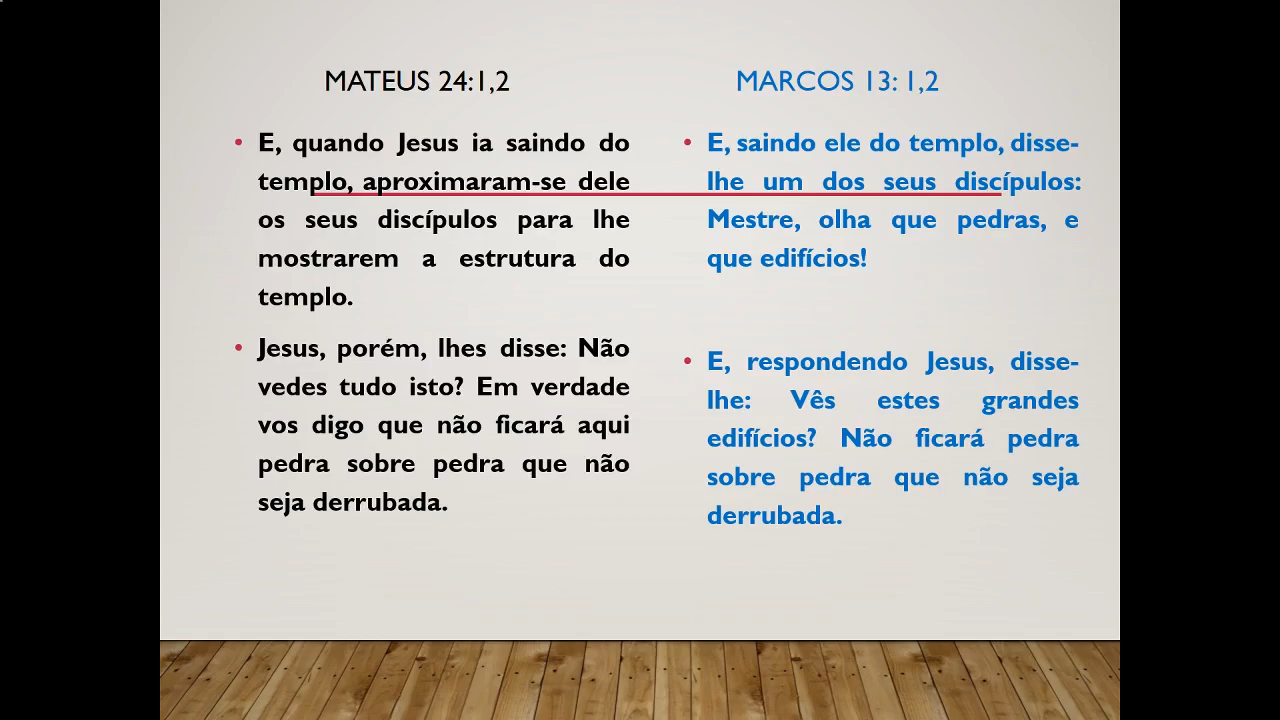 MATEUS 24:1,2
• E, quando Jesus ia saindo do
templo, aproximaram-se dele
os seus discípulos para lhe
mostrarem a estrutura do
templo.
• Jesus, porém, lhes disse: Não
vedes tudo isto? Em verdade
vos digo que não ficará aqui
pedra sobre pedra que não
seja derrubada.
MARCOS 13: 1,2
• E, saindo ele do templo, disse-
lhe um dos seus discípulos:
Mestre, olha que pedras, e
que edifícios!
• E, respondendo Jesus, disse-
lhe: Vês estes grandes
edifícios? Não ficará pedra
sobre pedra que não seja
derrubada.